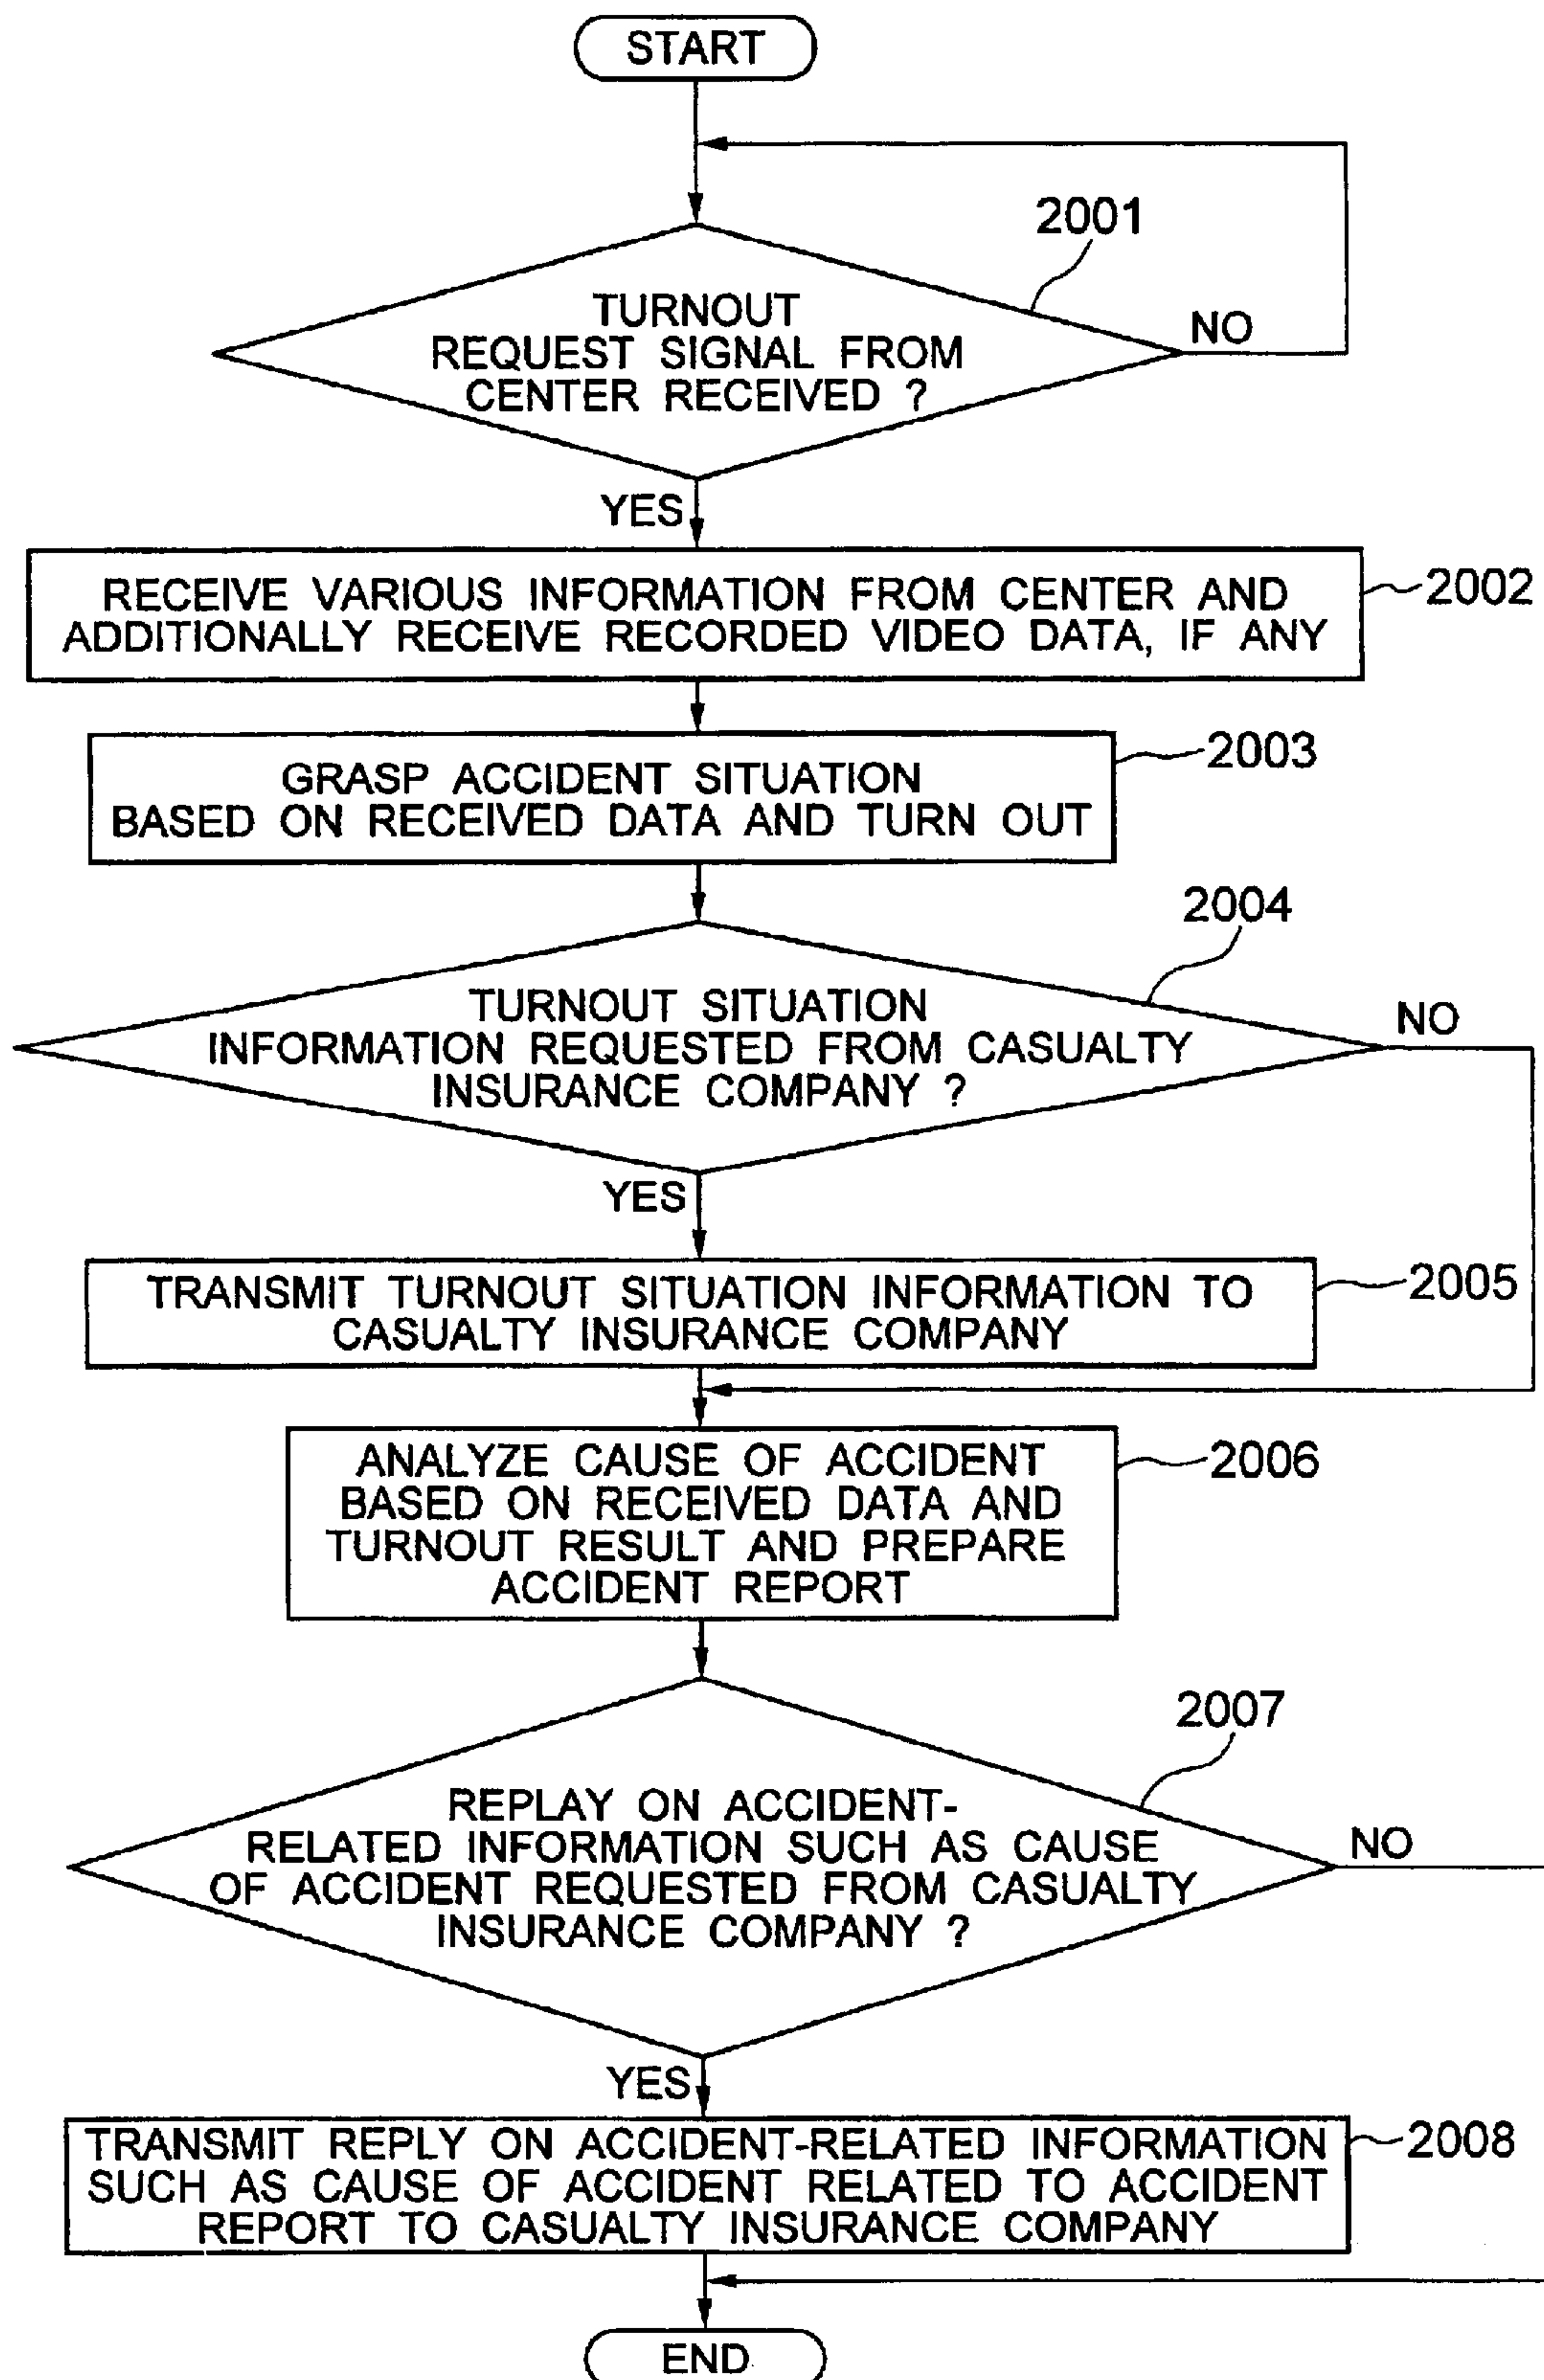 START
2001
TURNOUT
REQUEST SIGNAL FROM
CENTER RECEIVED ?
NO
YES
RECEIVE VARIOUS INFORMATION FROM CENTER AND
ADDITIONALLY RECEIVE RECORDED VIDEO DATA, IF ANY
2002
GRASP ACCIDENT SITUATION
BASED ON RECEIVED DATA AND TURN OUT
2003
2004
TURNOUT SITUATION
INFORMATION REQUESTED FROM CASUALTY
INSURANCE COMPANY ?
NO
YES
TRANSMIT TURNOUT SITUATION INFORMATION TO
CASUALTY INSURANCE COMPANY
2005
ANALYZE CAUSE OF ACCIDENT
BASED ON RECEIVED DATA AND
TURNOUT RESULT AND PREPARE
ACCIDENT REPORT
2006
2007
REPLAY ON ACCIDENT-
RELATED INFORMATION SUCH AS CAUSE
OF ACCIDENT REQUESTED FROM CASUALTY
INSURANCE COMPANY ?
NO
YES
TRANSMIT REPLY ON ACCIDENT-RELATED INFORMATION
SUCH AS CAUSE OF ACCIDENT RELATED TO ACCIDENT
REPORT TO CASUALTY INSURANCE COMPANY
2008
END